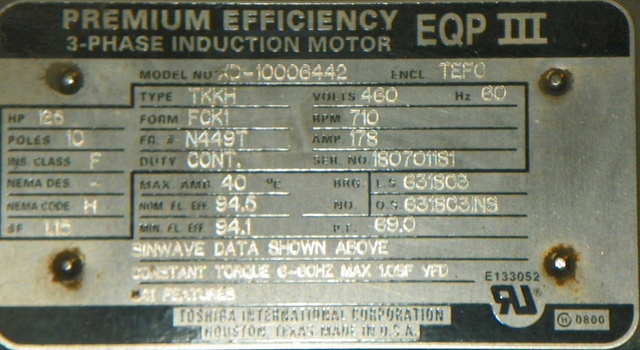 PREMIUM EFFICIENCY EQP III
3-PHASE INDUCTION MOTOR
MODEL NO. -10006442 ENCL. TEFC
TYPE TKKH VOLTS 460 Hz 60
HP 125 FORM FCK1 RPM 710
POLES 10 FR. # N449T AMP 178
INS. CLASS F DUTY CONT. SER. NO. 180701181
NEMA DES. - MAX. AMB. 40 °C BRG. L.S 6318C3
NEMA CODE H NOM. FL. EFF. 94.5 NO. O.S 6318C3INS
SF 1.15 MIN. FL. EFF. 94.1 P.F. 69.0
SINWAVE DATA SHOWN ABOVE
CONSTANT TORQUE 6-60HZ MAX 1.0SF VFD
FEATURES
E133052
TOSHIBA INTERNATIONAL CORPORATION
HOUSTON, TEXAS MADE IN U.S.A.
H 0800